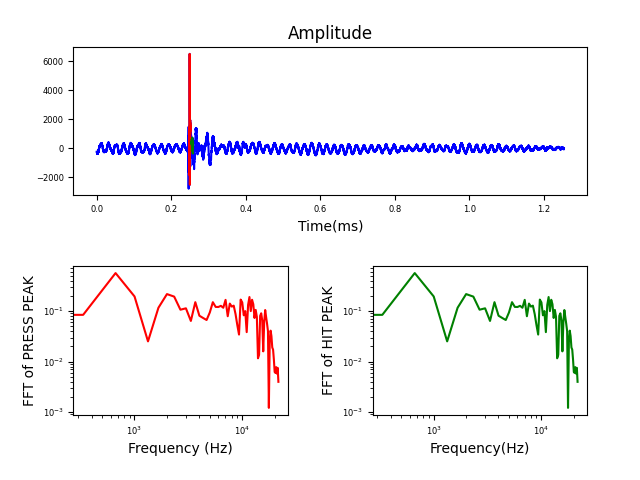 Amplitude
6000
4000
2000
0
−2000
0.0 0.2 0.4 0.6 0.8 1.0 1.2
Time(ms)
FFT of PRESS PEAK
10⁻¹
10⁻²
10⁻³
10³ 10⁴
Frequency (Hz)
FFT of HIT PEAK
10⁻¹
10⁻²
10⁻³
10³ 10⁴
Frequency(Hz)